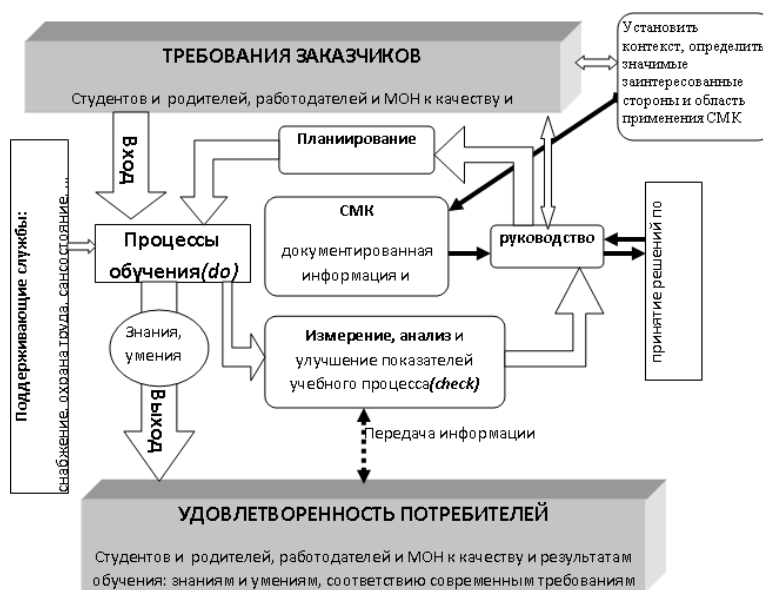 ТРЕБОВАНИЯ ЗАКАЗЧИКОВ
Студентов и родителей, работодателей и МОН к качеству и
Установить
контекст, определить
значимые
заинтересованные
стороны и область
применения СМК
Вход
Планиирование
Поддерживающие службы:
снабжение, охрана труда, сансостояние, ...
Процессы
обучения(do)
СМК
документированная
информация и
руководство
принятие решений по
Знания,
умения
Измерение, анализ и
улучшение показателей
учебного процесса(check)
Выход
Передача информации
УДОВЛЕТВОРЕННОСТЬ ПОТРЕБИТЕЛЕЙ
Студентов и родителей, работодателей и МОН к качеству и результатам
обучения: знаниям и умениям, соответствию современным требованиям